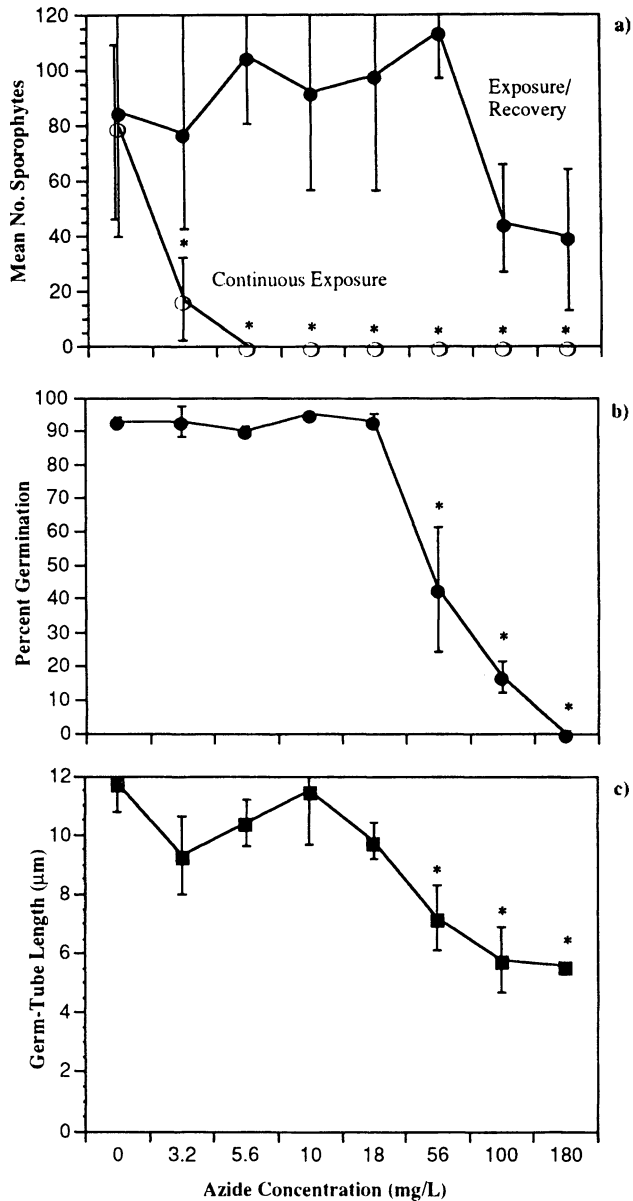 a)
120
100
80
60
40
20
0
Mean No. Sporophytes
Exposure/
Recovery
Continuous Exposure
* * * * * * *
b)
100
90
80
70
60
50
40
30
20
10
0
Percent Germination
* * *
c)
12
10
8
6
4
2
0
Germ-Tube Length (μm)
* * *
0 3.2 5.6 10 18 56 100 180
Azide Concentration (mg/L)